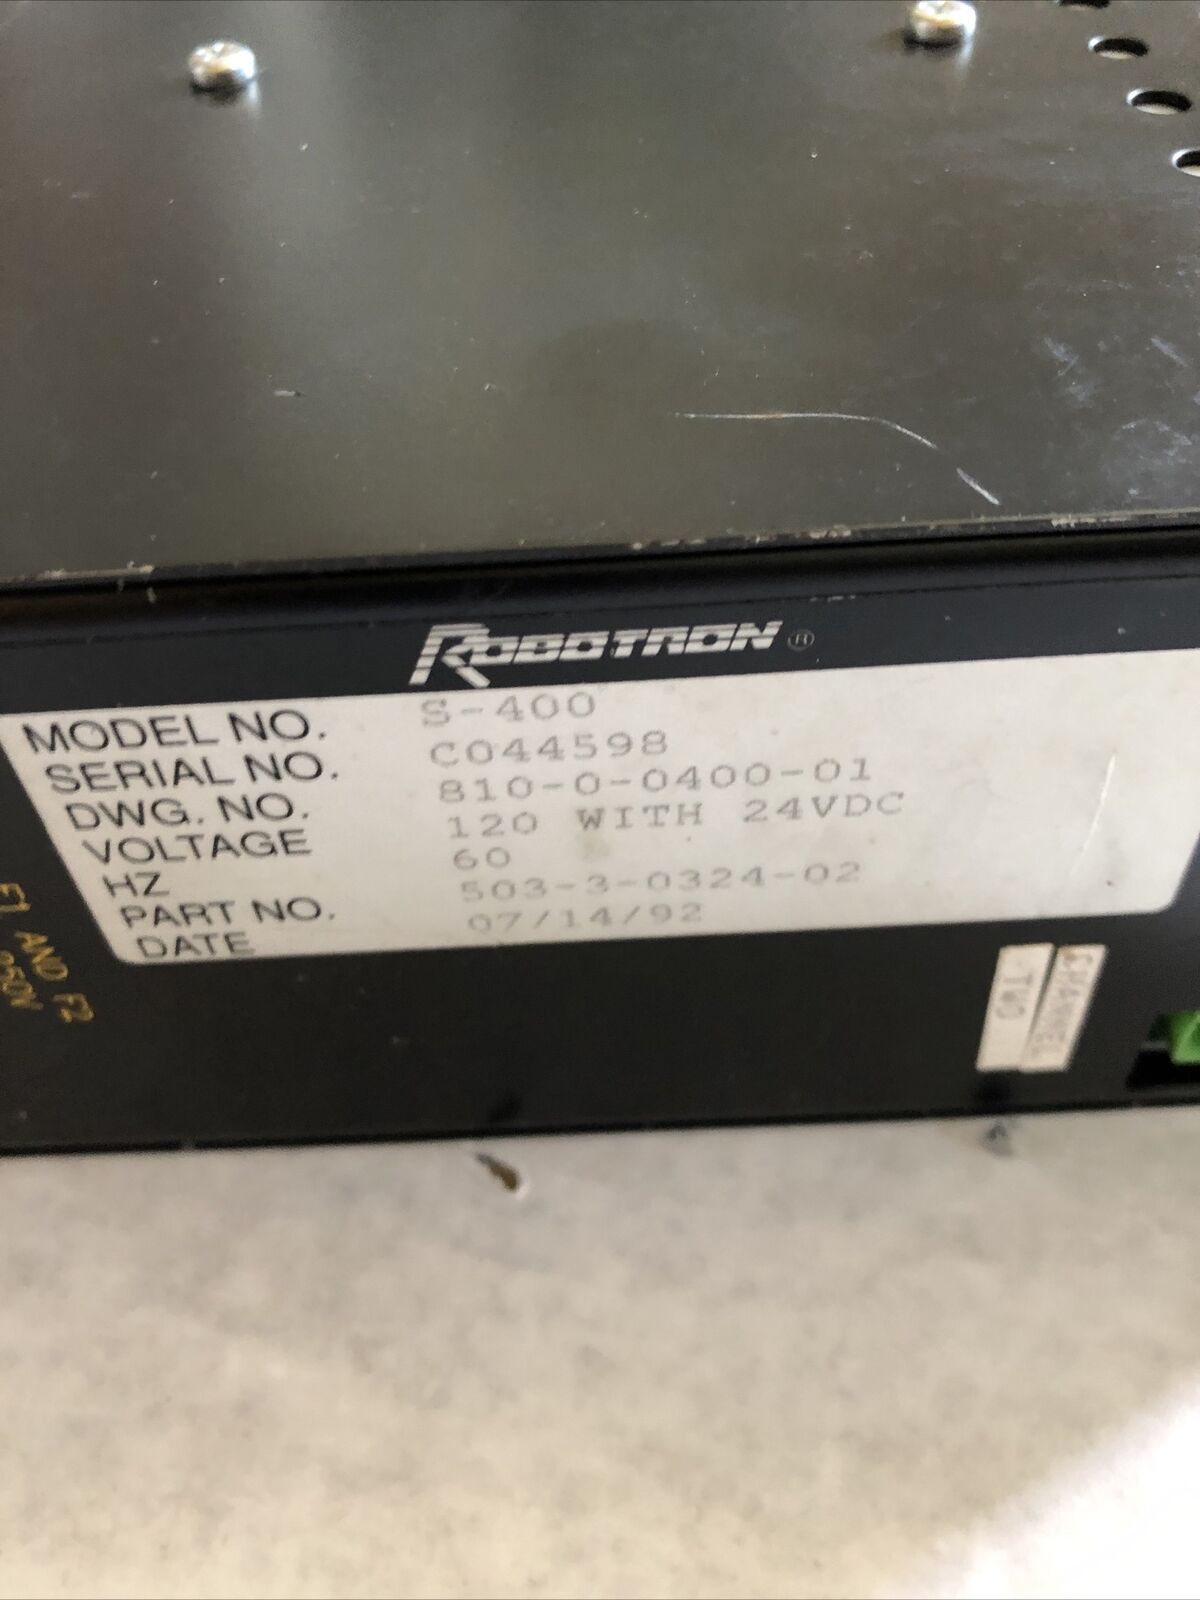 ROBOTRON ®
MODEL NO. S-400
SERIAL NO. C044598
DWG. NO. 810-0-0400-01
VOLTAGE 120 WITH 24VDC
HZ 60
PART NO. 503-3-0324-02
DATE 07/14/92
F1 AND F2
250V
CHANNEL
TWO